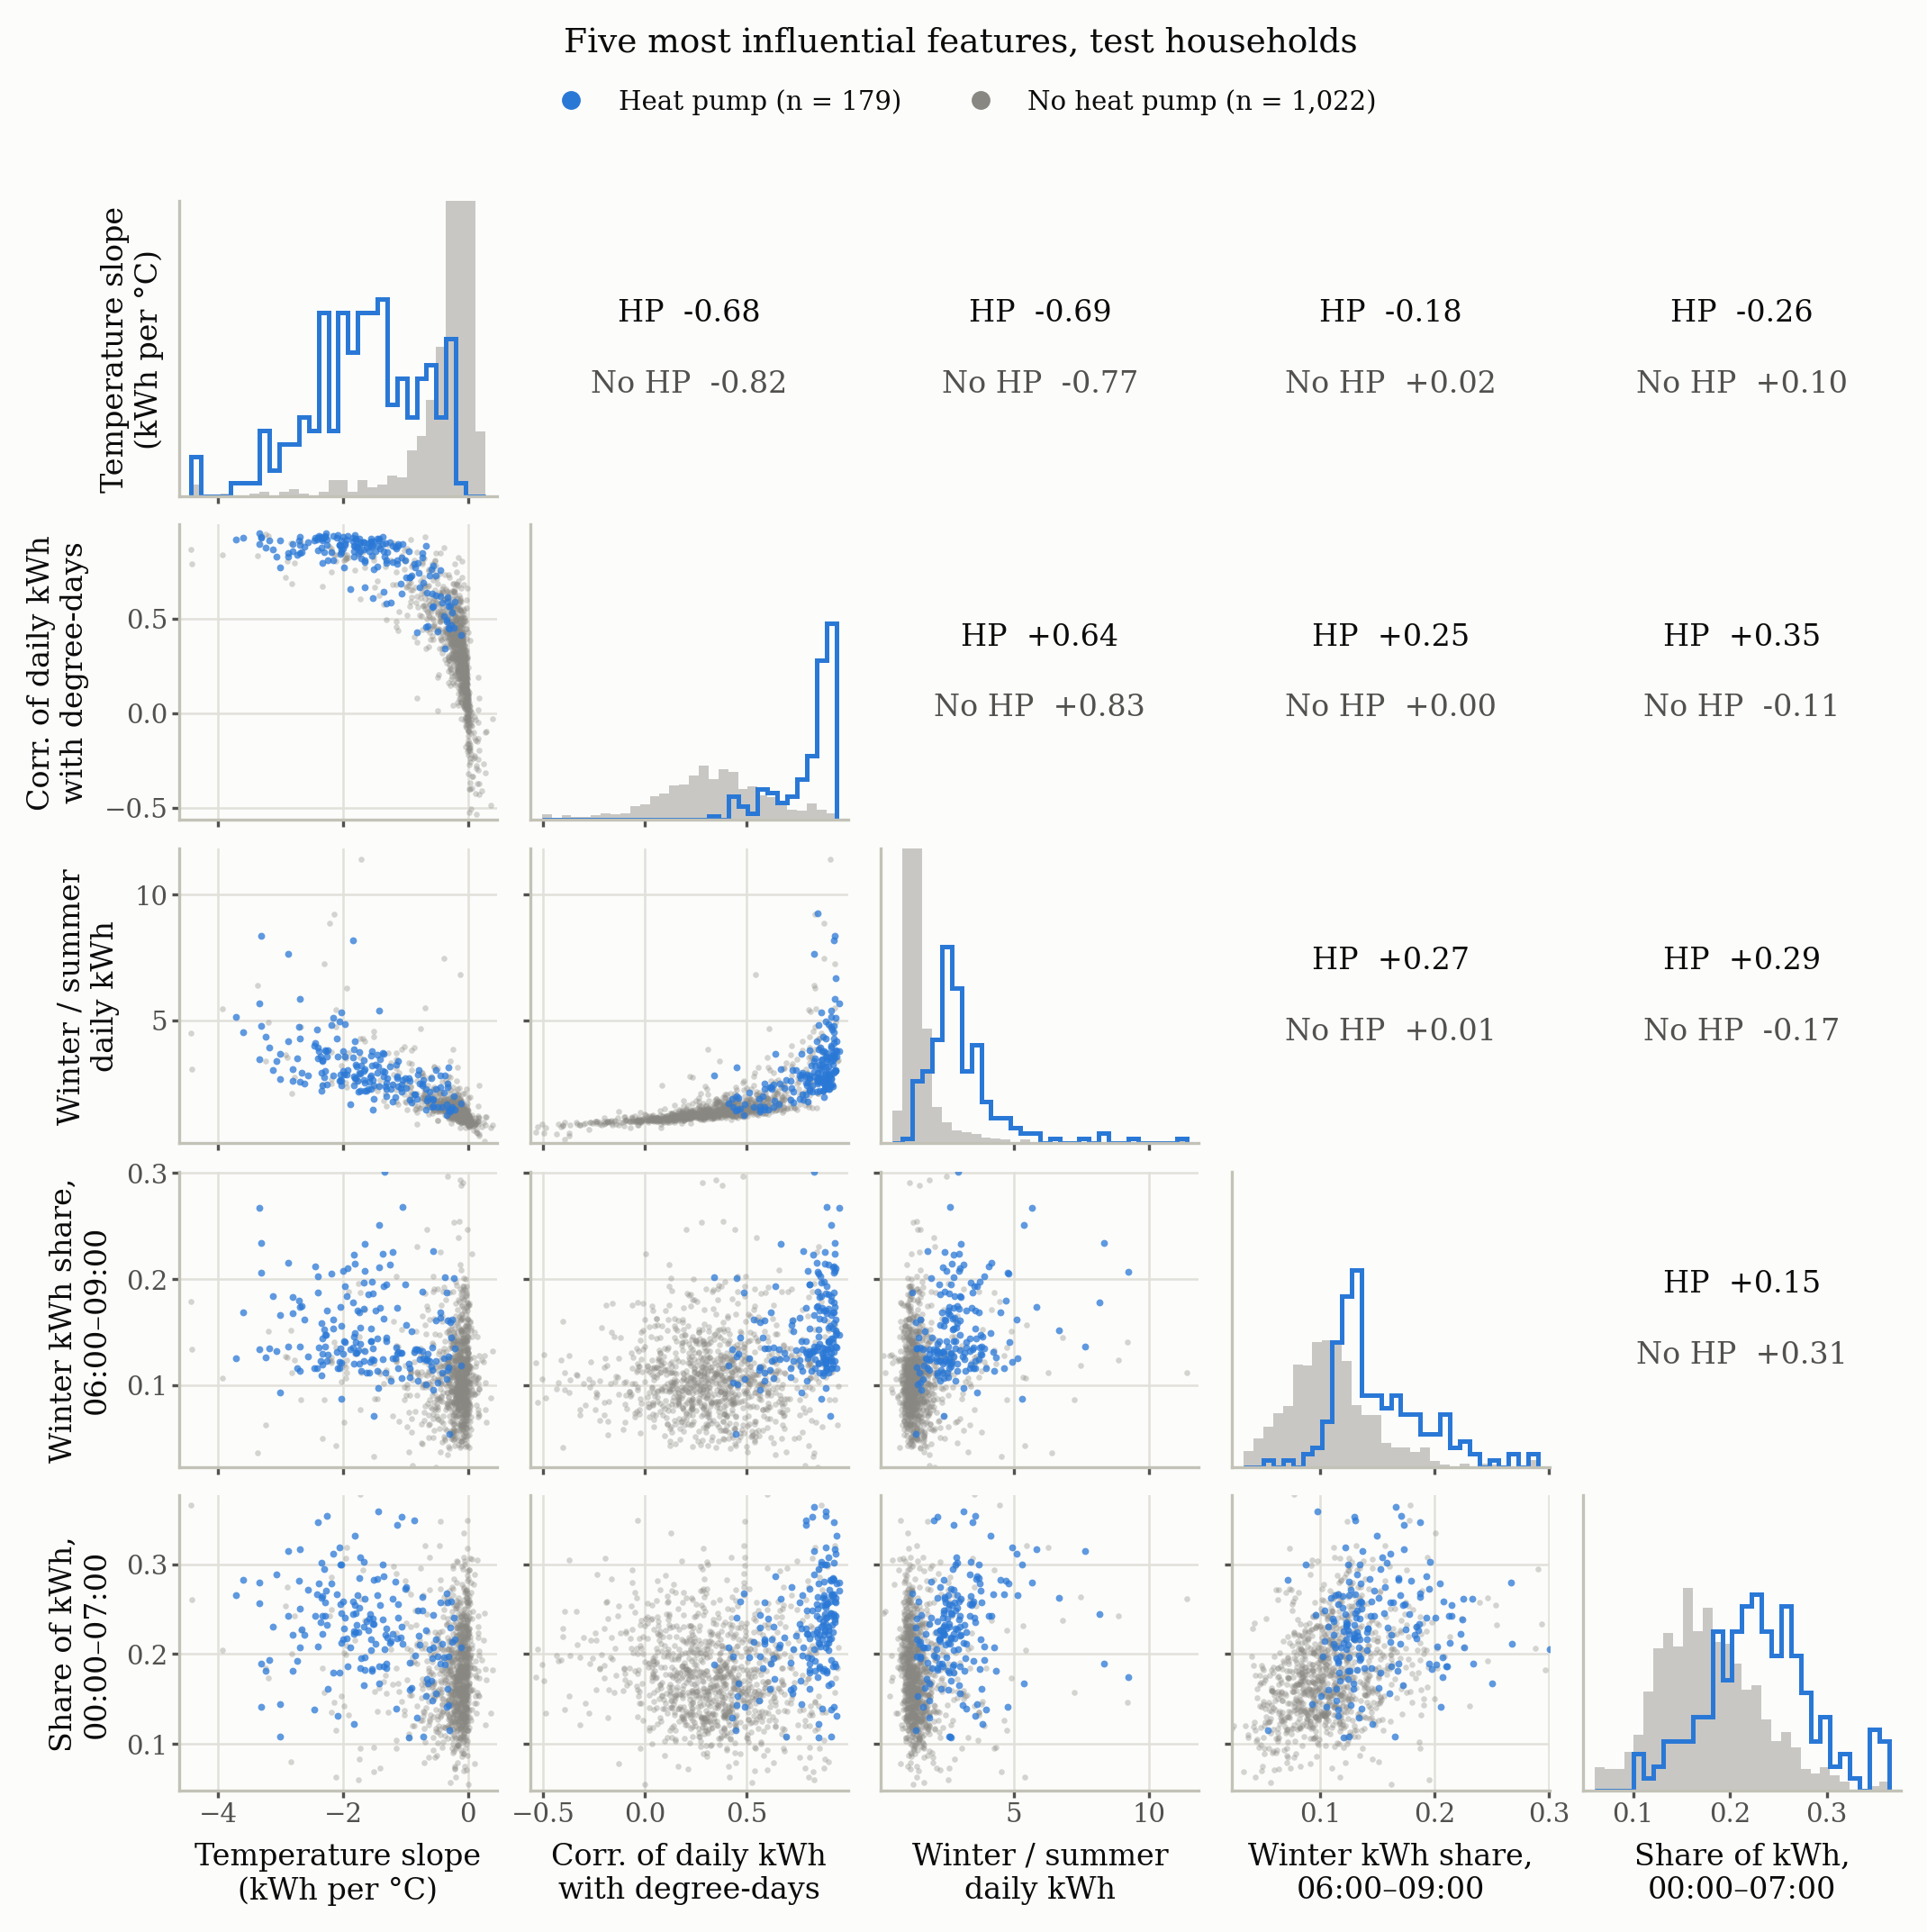 Five most influential features, test households
Heat pump (n = 179)
No heat pump (n = 1,022)
Temperature slope
(kWh per °C)
HP -0.68
No HP -0.82
HP -0.69
No HP -0.77
HP -0.18
No HP +0.02
HP -0.26
No HP +0.10
Corr. of daily kWh
with degree-days
0.5
0.0
−0.5
HP +0.64
No HP +0.83
HP +0.25
No HP +0.00
HP +0.35
No HP -0.11
Winter / summer
daily kWh
10
5
HP +0.27
No HP +0.01
HP +0.29
No HP -0.17
Winter kWh share,
06:00–09:00
0.3
0.2
0.1
HP +0.15
No HP +0.31
Share of kWh,
00:00–07:00
0.3
0.2
0.1
−4 −2 0
−0.5 0.0 0.5
5 10
0.1 0.2 0.3
0.1 0.2 0.3
Temperature slope
(kWh per °C)
Corr. of daily kWh
with degree-days
Winter / summer
daily kWh
Winter kWh share,
06:00–09:00
Share of kWh,
00:00–07:00